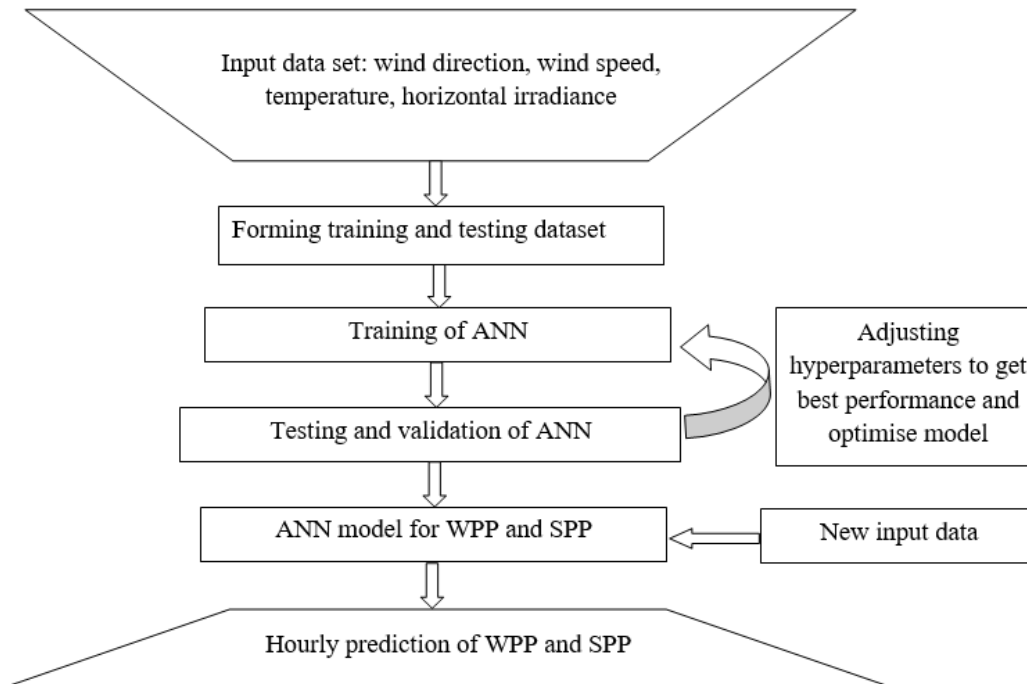 Input data set: wind direction, wind speed,
temperature, horizontal irradiance
Forming training and testing dataset
Training of ANN
Adjusting
hyperparameters to get
best performance and
optimise model
Testing and validation of ANN
ANN model for WPP and SPP
New input data
Hourly prediction of WPP and SPP